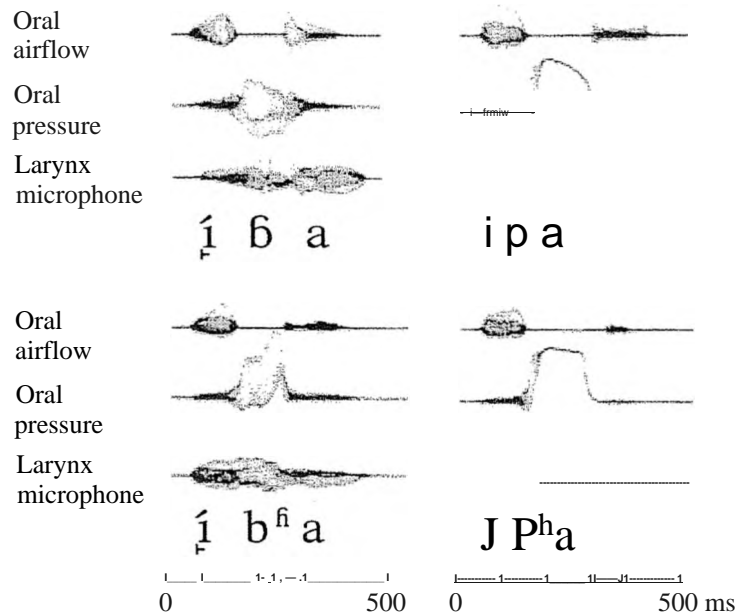 Oral
airflow
Oral
pressure
Larynx
microphone
í̵ ɓ a
i p a
Oral
airflow
Oral
pressure
Larynx
microphone
í bʱ a
J Pʰa
0 500
0 500 ms